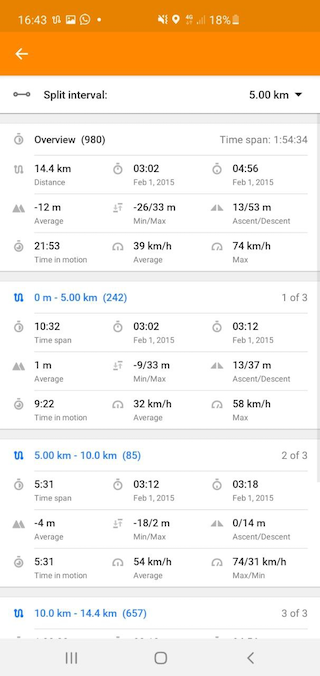 16:43 4G 18%
Split interval: 5.00 km
Overview (980) Time span: 1:54:34
14.4 km 03:02 04:56
Distance Feb 1, 2015 Feb 1, 2015
-12 m -26/33 m 13/53 m
Average Min/Max Ascent/Descent
21:53 39 km/h 74 km/h
Time in motion Average Max
0 m - 5.00 km (242) 1 of 3
10:32 03:02 03:12
Time span Feb 1, 2015 Feb 1, 2015
1 m -9/33 m 13/37 m
Average Min/Max Ascent/Descent
9:22 32 km/h 58 km/h
Time in motion Average Max
5.00 km - 10.0 km (85) 2 of 3
5:31 03:12 03:18
Time span Feb 1, 2015 Feb 1, 2015
-4 m -18/2 m 0/14 m
Average Min/Max Ascent/Descent
5:31 54 km/h 74/31 km/h
Time in motion Average Max/Min
10.0 km - 14.4 km (657) 3 of 3